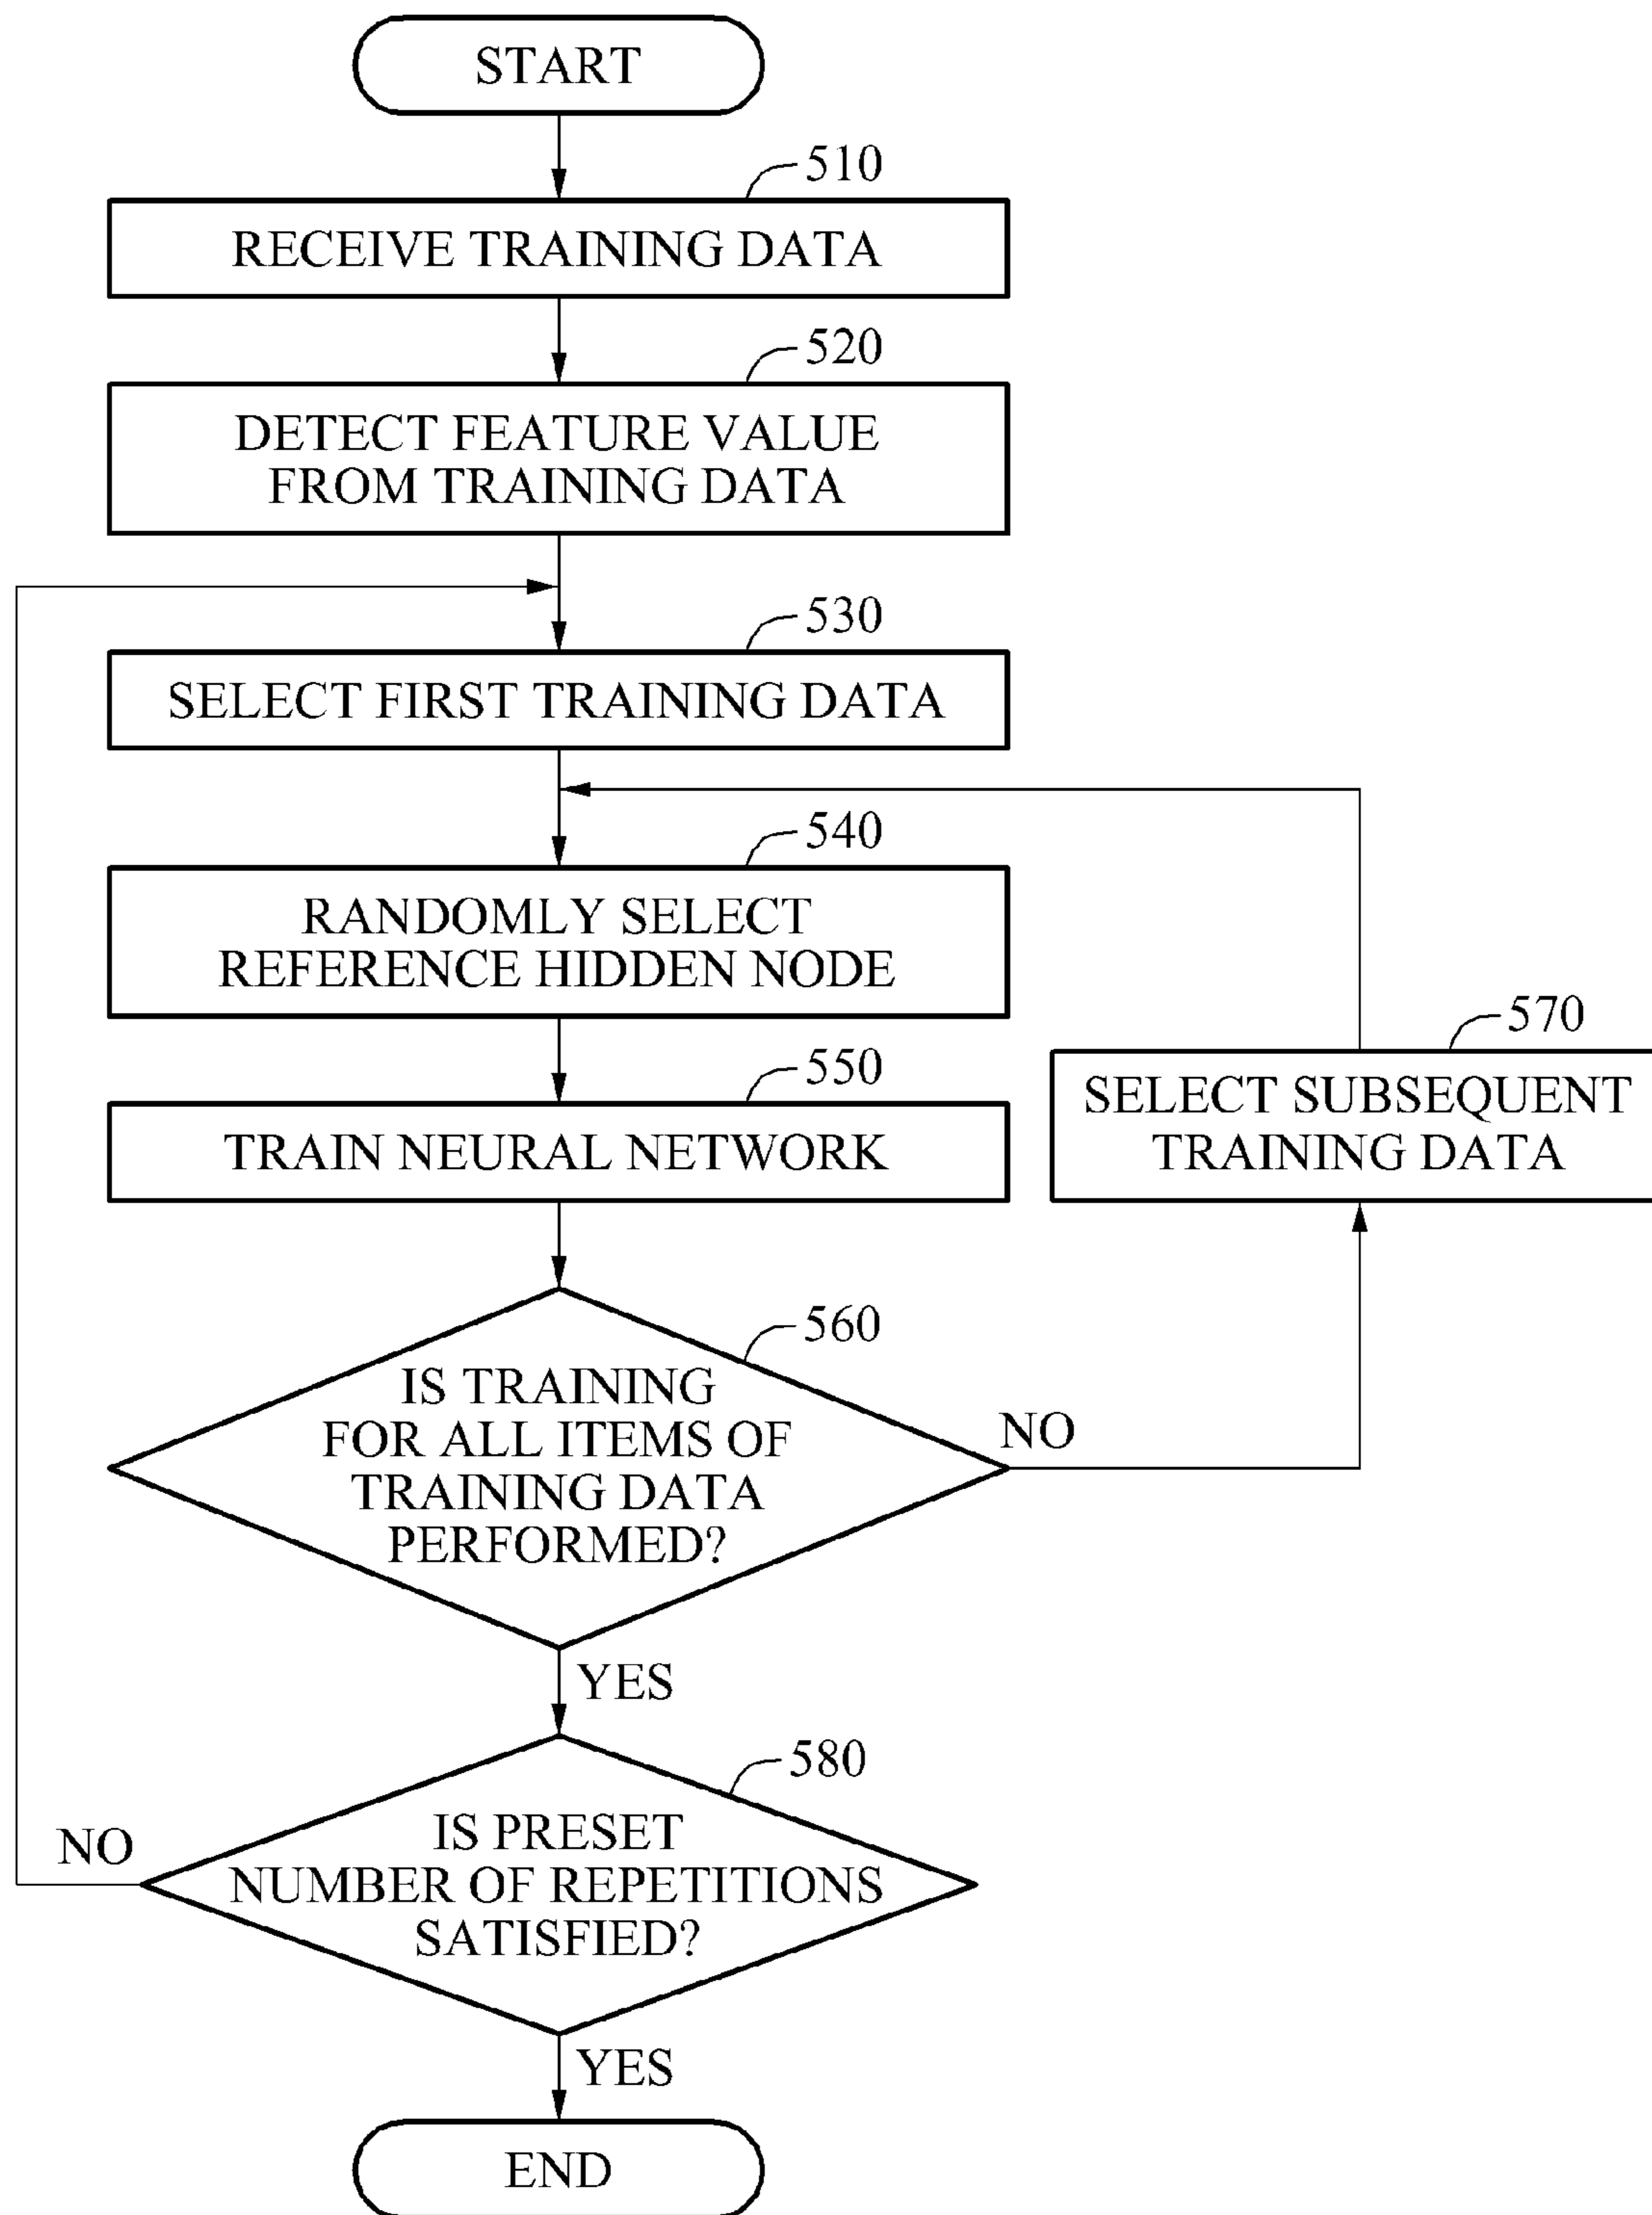 START
510
RECEIVE TRAINING DATA
520
DETECT FEATURE VALUE
FROM TRAINING DATA
530
SELECT FIRST TRAINING DATA
540
RANDOMLY SELECT
REFERENCE HIDDEN NODE
550
TRAIN NEURAL NETWORK
570
SELECT SUBSEQUENT
TRAINING DATA
560
IS TRAINING
FOR ALL ITEMS OF
TRAINING DATA
PERFORMED?
NO
YES
580
IS PRESET
NUMBER OF REPETITIONS
SATISFIED?
NO
YES
END